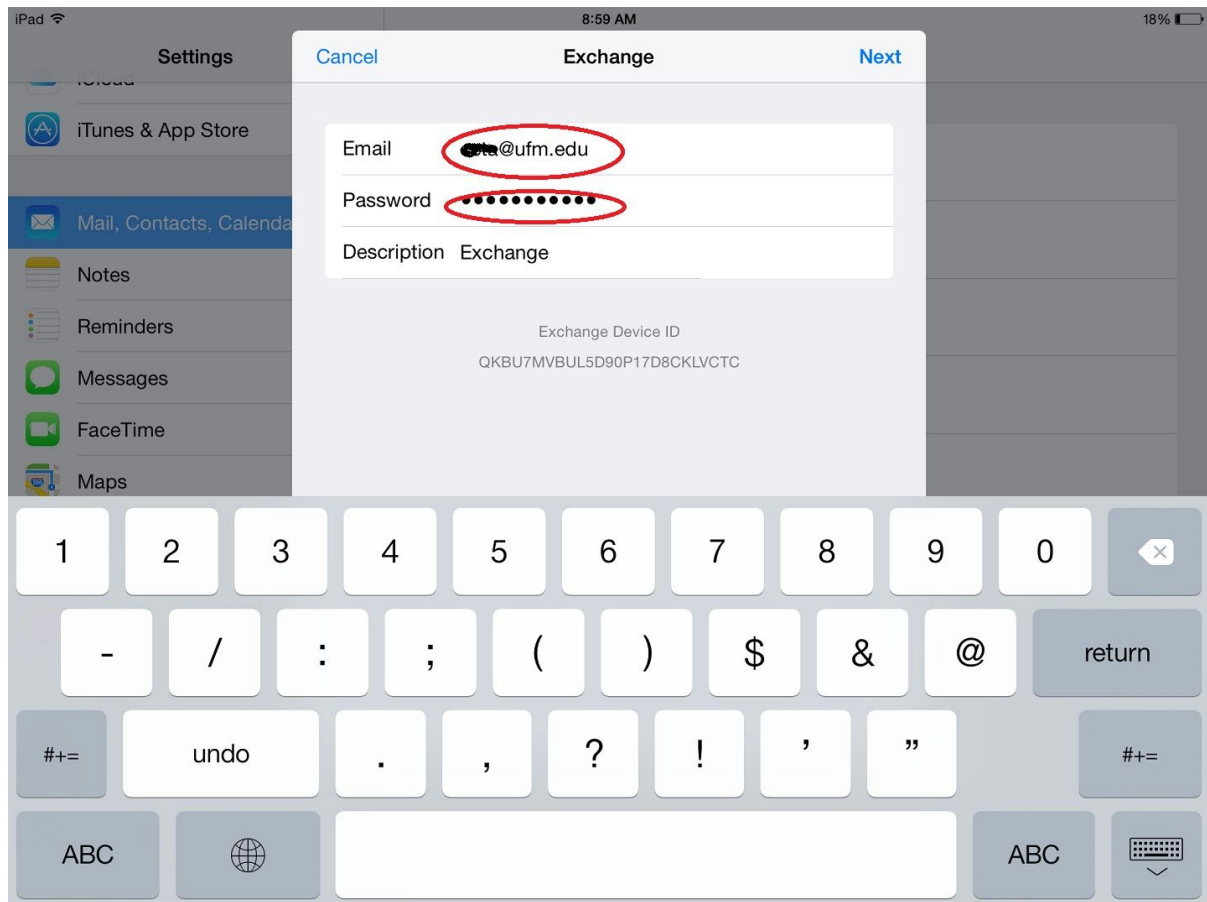 iPad 8:59 AM 18%
Settings
Cancel Exchange Next
iCloud
iTunes & App Store
Mail, Contacts, Calenda
Notes
Reminders
Messages
FaceTime
Maps
Email @ufm.edu
Password •••••••••••
Description Exchange
Exchange Device ID
QKBU7MVBUL5D90P17D8CKLVCTC
1 2 3 4 5 6 7 8 9 0
- / : ; ( ) $ & @ return
#+= undo . , ? ! ’ ” #+=
ABC ABC